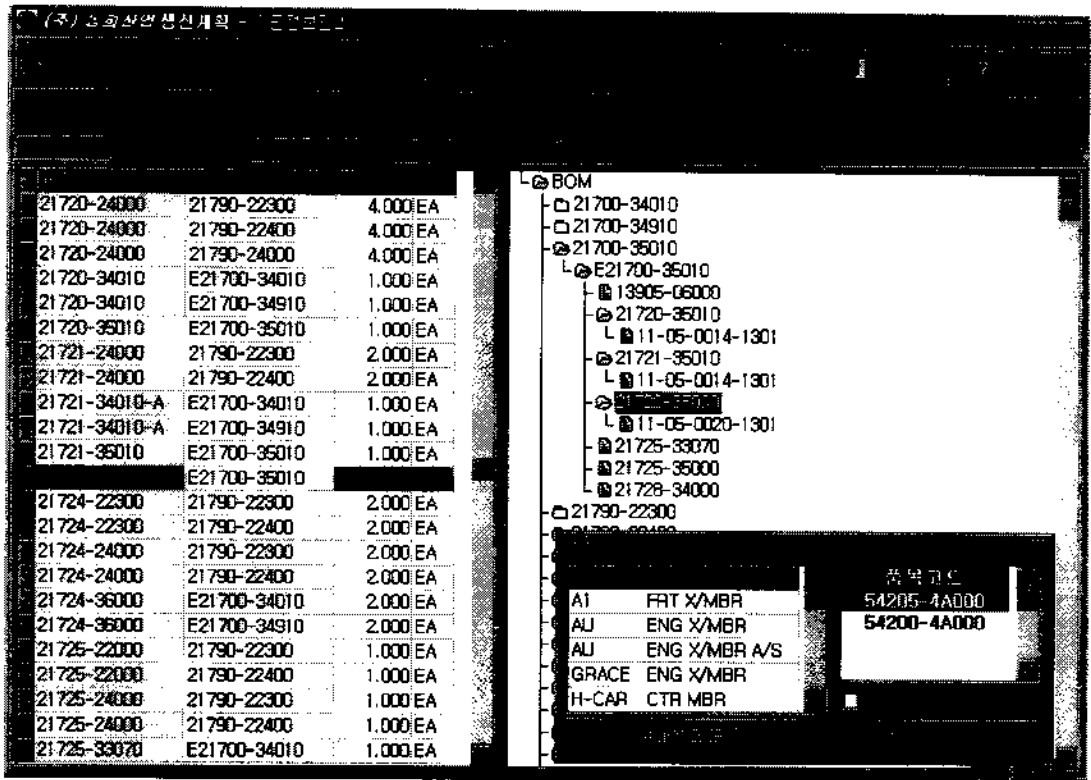 생산계획 -
21720-24000 21790-22300 4.000 EA
21720-24000 21790-22400 4.000 EA
21720-24000 21790-24000 4.000 EA
21720-34010 E21700-34010 1.000 EA
21720-34010 E21700-34910 1.000 EA
21720-35010 E21700-35010 1.000 EA
21721-24000 21790-22300 2.000 EA
21721-24000 21790-22400 2.000 EA
21721-34010-A E21700-34010 1.000 EA
21721-34010-A E21700-34910 1.000 EA
21721-35010 E21700-35010 1.000 EA
E21700-35010
21724-22300 21790-22300 2.000 EA
21724-22300 21790-22400 2.000 EA
21724-24000 21790-22300 2.000 EA
21724-24000 21790-22400 2.000 EA
21724-36000 E21700-34010 2.000 EA
21724-36000 E21700-34910 2.000 EA
21725-22000 21790-22300 1.000 EA
21725-22000 21790-22400 1.000 EA
21725-24000 21790-22300 1.000 EA
21725-24000 21790-22400 1.000 EA
21725-33070 E21700-34010 1.000 EA
BOM
21700-34010
21700-34910
21700-35010
E21700-35010
13905-06000
21720-35010
11-05-0014-1301
21721-35010
11-05-0014-1301
11-05-0020-1301
21725-33070
21725-35000
21728-34000
21790-22300
A1 FRT X/MBR
AU ENG X/MBR
AU ENG X/MBR A/S
GRACE ENG X/MBR
H-CAR CTR MBR
품목코드
54205-4A000
54200-4A000